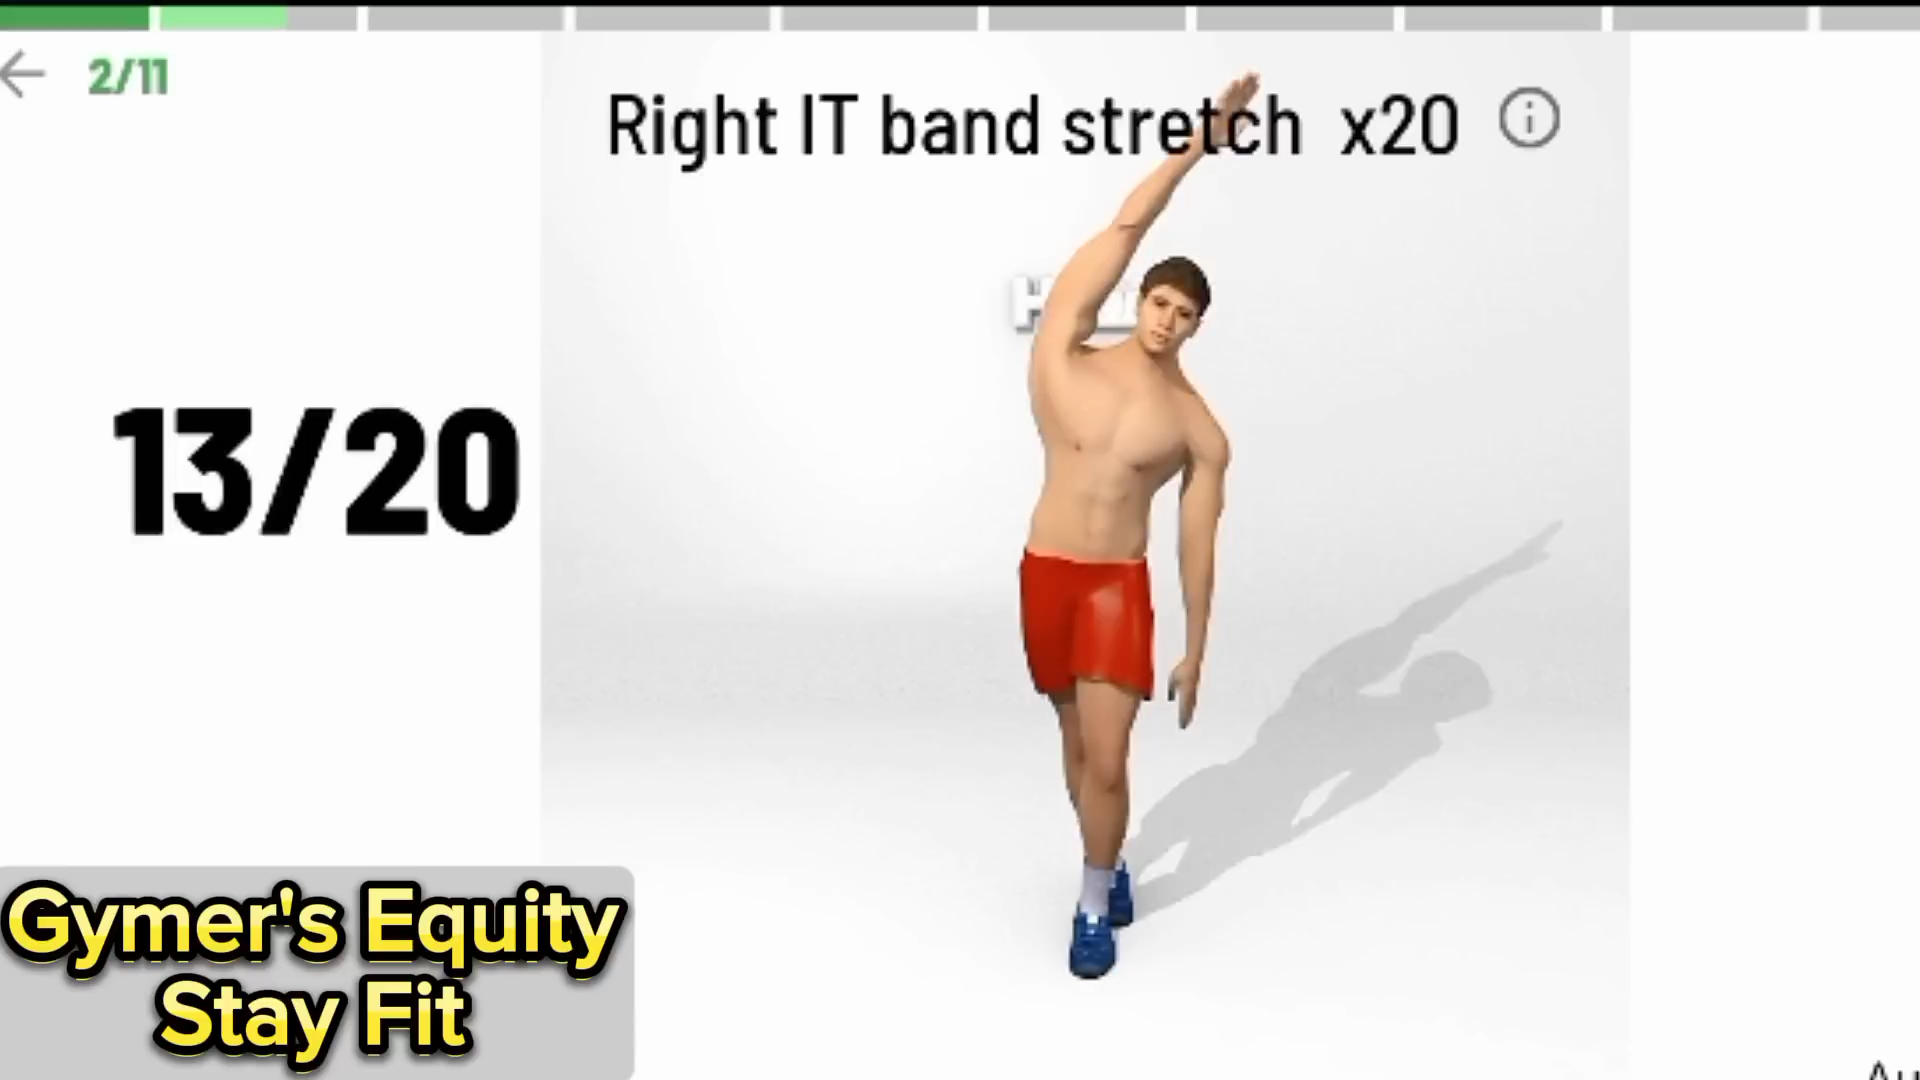 2/11
Right IT band stretch x20
13/20
Gymer's Equity
Stay Fit